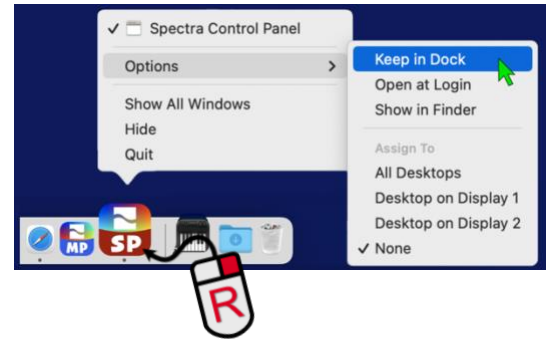 ✓ Spectra Control Panel
Options >
Show All Windows
Hide
Quit
Keep in Dock
Open at Login
Show in Finder
Assign To
All Desktops
Desktop on Display 1
Desktop on Display 2
✓ None
MP
SP
R